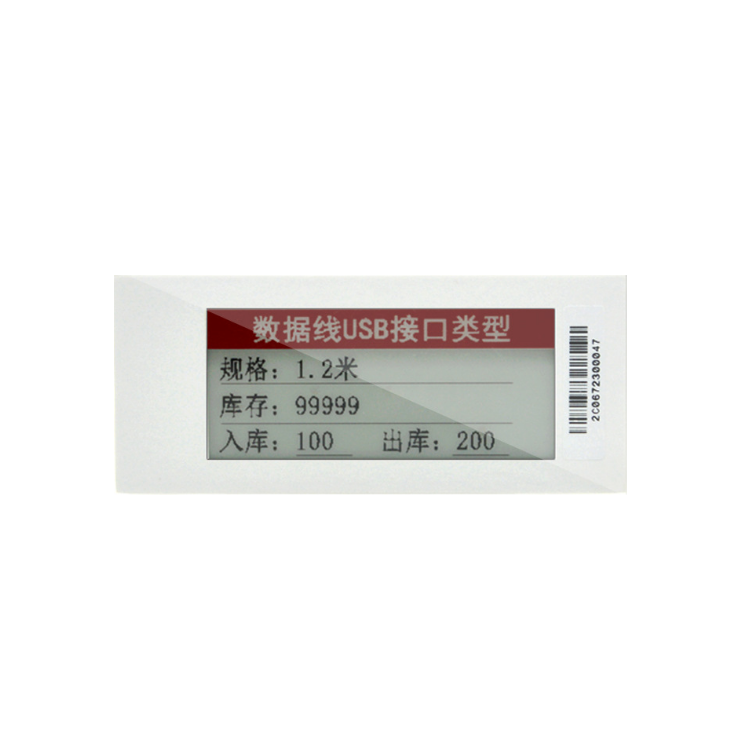 数据线USB接口类型
规格：1.2米
库存：99999
入库：100 出库：200
2C0672300047